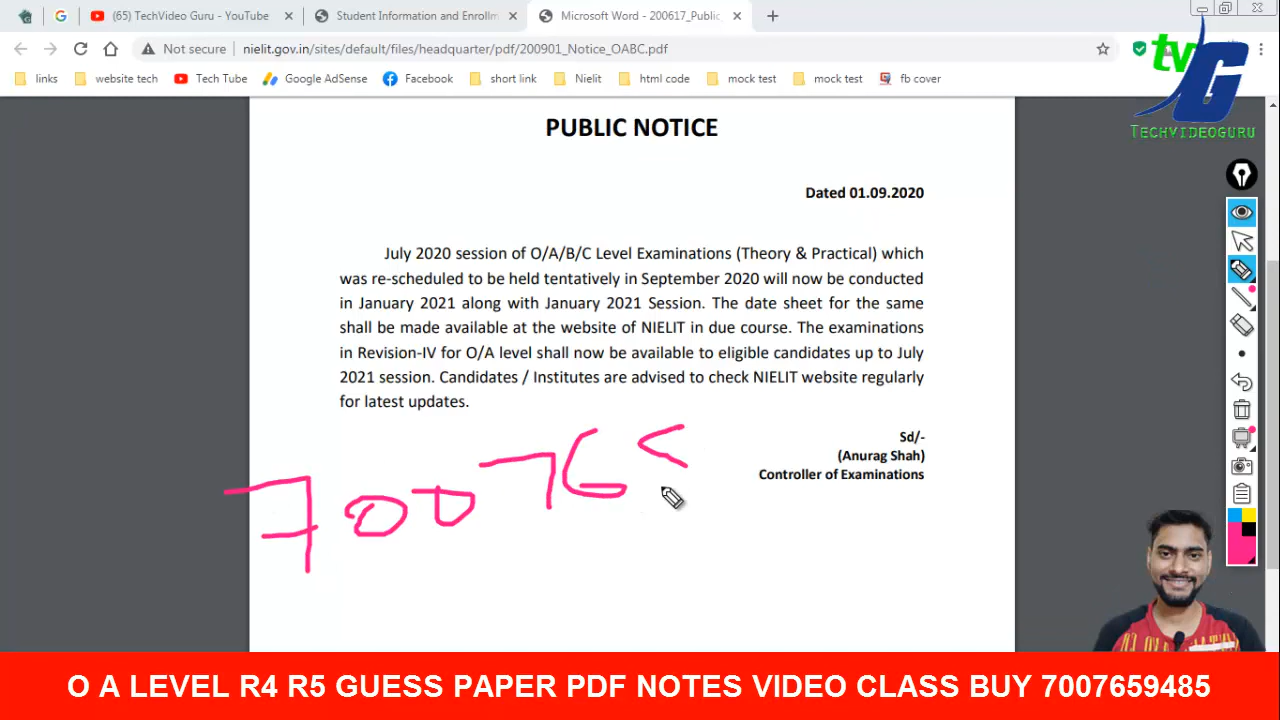 (65) TechVideo Guru - YouTube
Student Information and Enrollm
Microsoft Word - 200617_Public
Not secure
nielit.gov.in/sites/default/files/headquarter/pdf/200901_Notice_OABC.pdf
links
website tech
Tech Tube
Google AdSense
Facebook
short link
Nielit
html code
mock test
mock test
fb cover
tv
G
TECHVIDEOGURU
PUBLIC NOTICE
Dated 01.09.2020
July 2020 session of O/A/B/C Level Examinations (Theory & Practical) which
was re-scheduled to be held tentatively in September 2020 will now be conducted
in January 2021 along with January 2021 Session. The date sheet for the same
shall be made available at the website of NIELIT in due course. The examinations
in Revision-IV for O/A level shall now be available to eligible candidates up to July
2021 session. Candidates / Institutes are advised to check NIELIT website regularly
for latest updates.
Sd/-
(Anurag Shah)
Controller of Examinations
70076
O A LEVEL R4 R5 GUESS PAPER PDF NOTES VIDEO CLASS BUY 7007659485